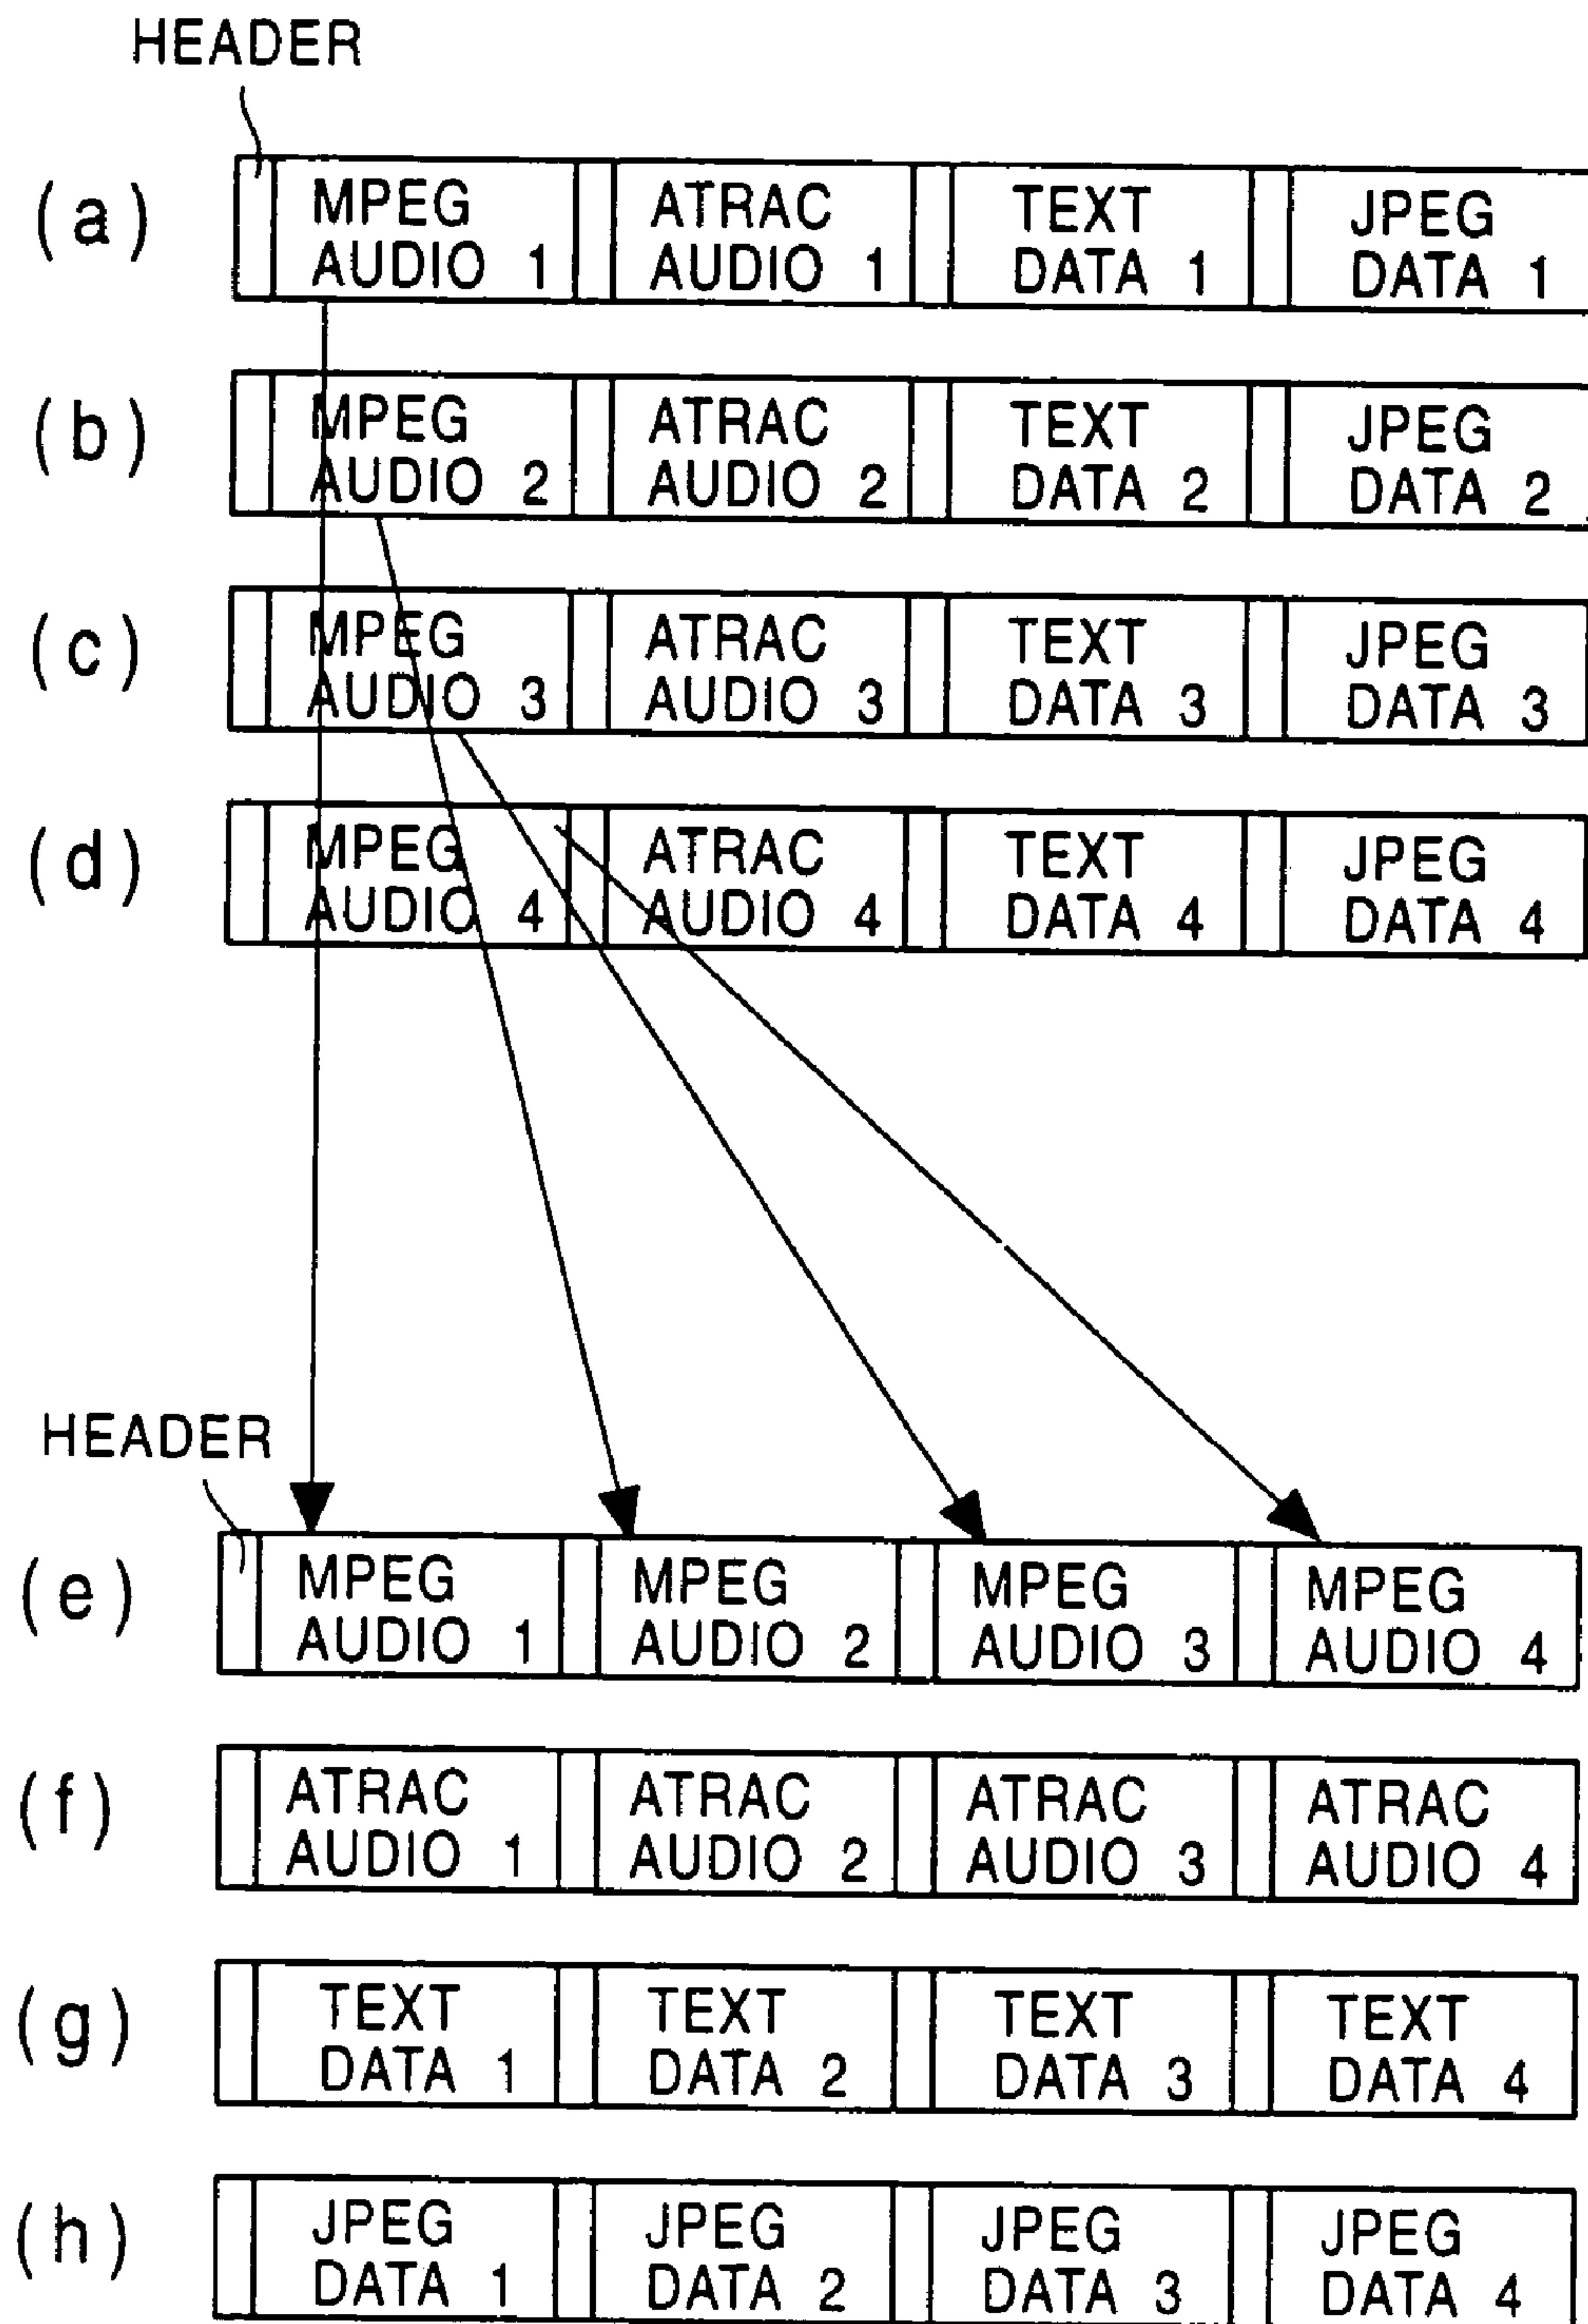 HEADER
(a) MPEG ATRAC TEXT JPEG
AUDIO 1 AUDIO 1 DATA 1 DATA 1
(b) MPEG ATRAC TEXT JPEG
AUDIO 2 AUDIO 2 DATA 2 DATA 2
(c) MPEG ATRAC TEXT JPEG
AUDIO 3 AUDIO 3 DATA 3 DATA 3
(d) MPEG ATRAC TEXT JPEG
AUDIO 4 AUDIO 4 DATA 4 DATA 4
HEADER
(e) MPEG MPEG MPEG MPEG
AUDIO 1 AUDIO 2 AUDIO 3 AUDIO 4
(f) ATRAC ATRAC ATRAC ATRAC
AUDIO 1 AUDIO 2 AUDIO 3 AUDIO 4
(g) TEXT TEXT TEXT TEXT
DATA 1 DATA 2 DATA 3 DATA 4
(h) JPEG JPEG JPEG JPEG
DATA 1 DATA 2 DATA 3 DATA 4